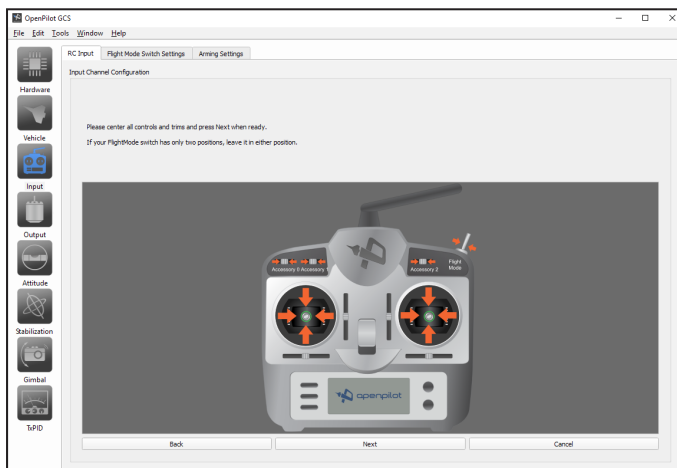 OpenPilot GCS
File Edit Tools Window Help
RC Input Flight Mode Switch Settings Arming Settings
Input Channel Configuration
Hardware
Vehicle
Input
Output
Attitude
Stabilization
Gimbal
TxPID
Please center all controls and trims and press Next when ready.
If your FlightMode switch has only two positions, leave it in either position.
Accessory 0 Accessory 1
Accessory 2
Flight
Mode
openpilot
Back Next Cancel